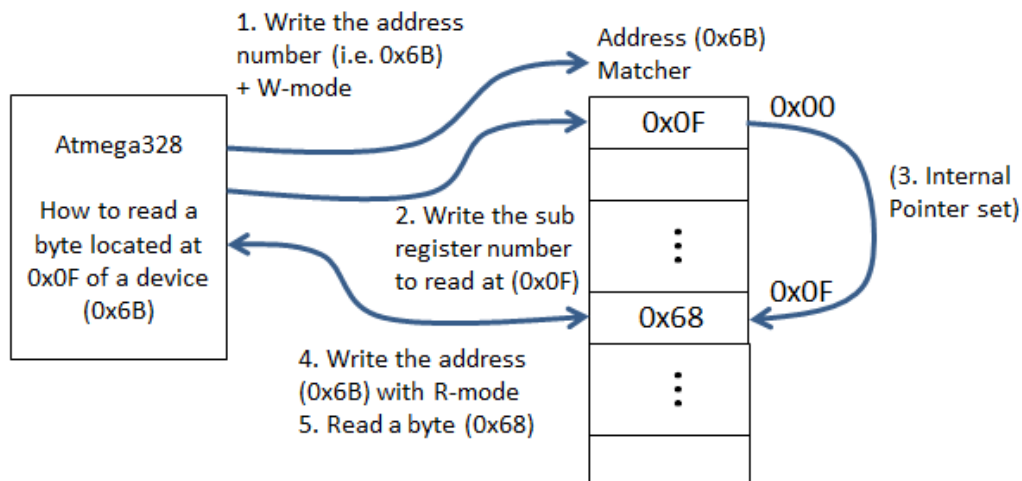 1. Write the address
number (i.e. 0x6B)
+ W-mode
Address (0x6B)
Matcher
Atmega328
How to read a
byte located at
0x0F of a device
(0x6B)
0x0F
0x00
(3. Internal
Pointer set)
2. Write the sub
register number
to read at (0x0F)
0x0F
0x68
4. Write the address
(0x6B) with R-mode
5. Read a byte (0x68)